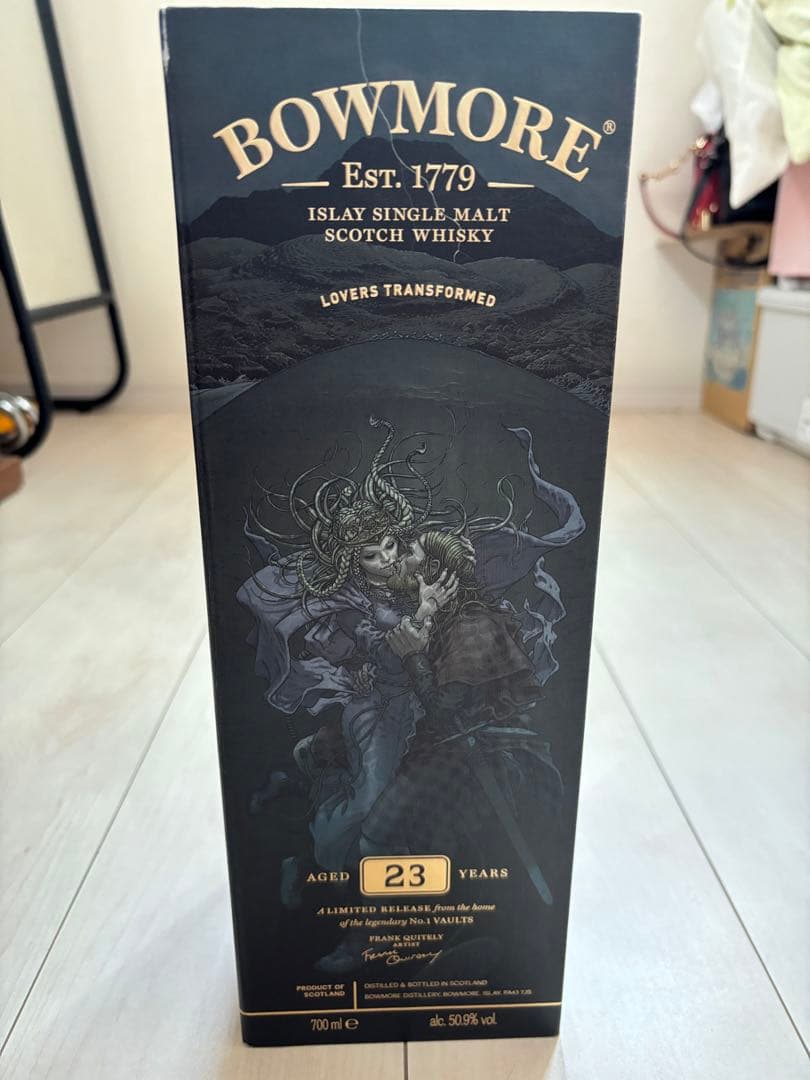 BOWMORE®
EST. 1779
ISLAY SINGLE MALT
SCOTCH WHISKY
LOVERS TRANSFORMED
AGED 23 YEARS
A LIMITED RELEASE from the home
of the legendary No.1 VAULTS
FRANK QUITELY
ARTIST
Frank Quitely
PRODUCT OF
SCOTLAND
DISTILLED & BOTTLED IN SCOTLAND
BOWMORE DISTILLERY, BOWMORE, ISLAY, PA43 7JS
700 ml ℮
alc. 50.9% vol.